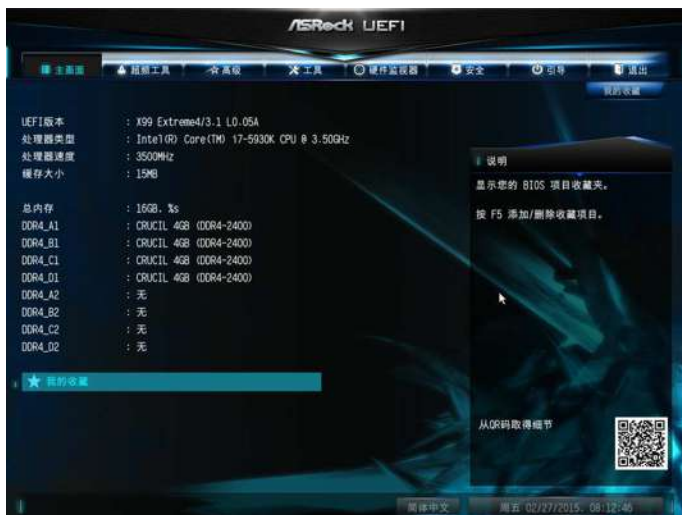 ASRock UEFI
主画面 超频工具 高级 工具 硬件监视器 安全 引导 退出
我的收藏
UEFI版本 : X99 Extreme4/3.1 L0.05A
处理器类型 : Intel(R) Core(TM) i7-5930K CPU @ 3.50GHz
处理器速度 : 3500MHz
缓存大小 : 15MB
总内存 : 16GB. %s
DDR4_A1 : CRUCIL 4GB (DDR4-2400)
DDR4_B1 : CRUCIL 4GB (DDR4-2400)
DDR4_C1 : CRUCIL 4GB (DDR4-2400)
DDR4_D1 : CRUCIL 4GB (DDR4-2400)
DDR4_A2 : 无
DDR4_B2 : 无
DDR4_C2 : 无
DDR4_D2 : 无
我的收藏
说明
显示您的 BIOS 项目收藏夹。
按 F5 添加/删除收藏项目。
从QR码取得细节
简体中文
周五 02/27/2015. 08:12:46